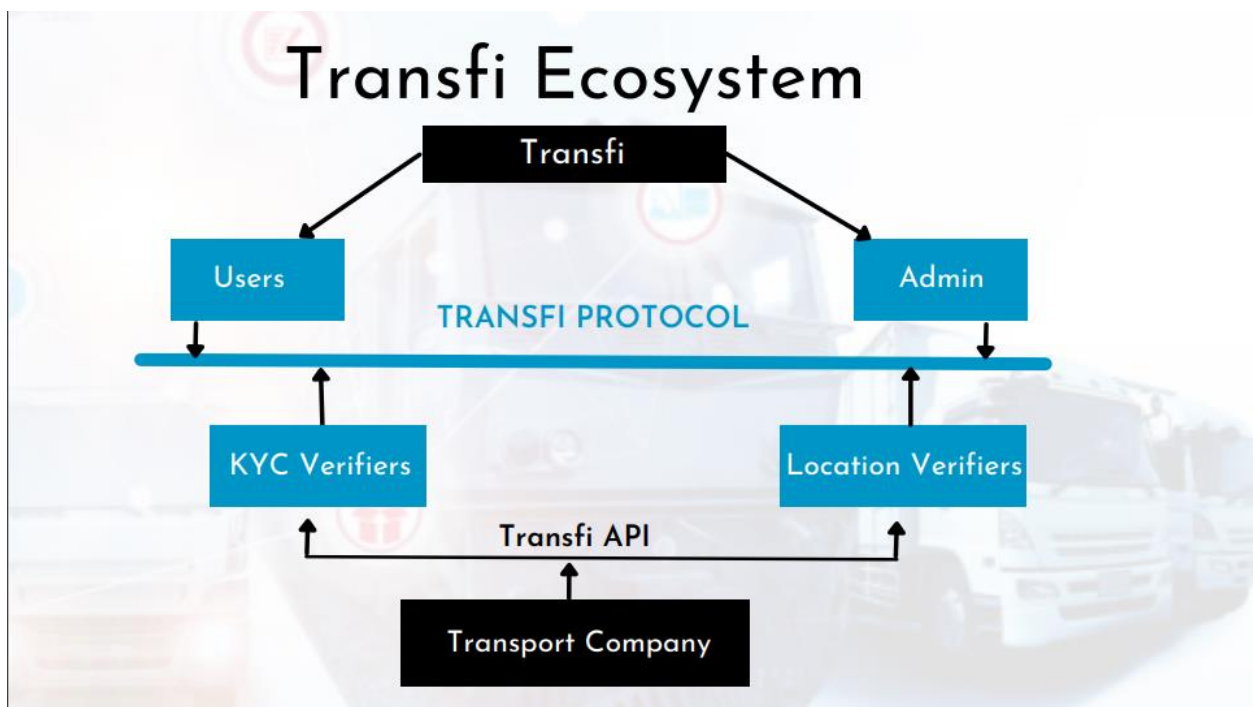 Transfi Ecosystem
Transfi
Users
Admin
TRANSFI PROTOCOL
KYC Verifiers
Location Verifiers
Transfi API
Transport Company